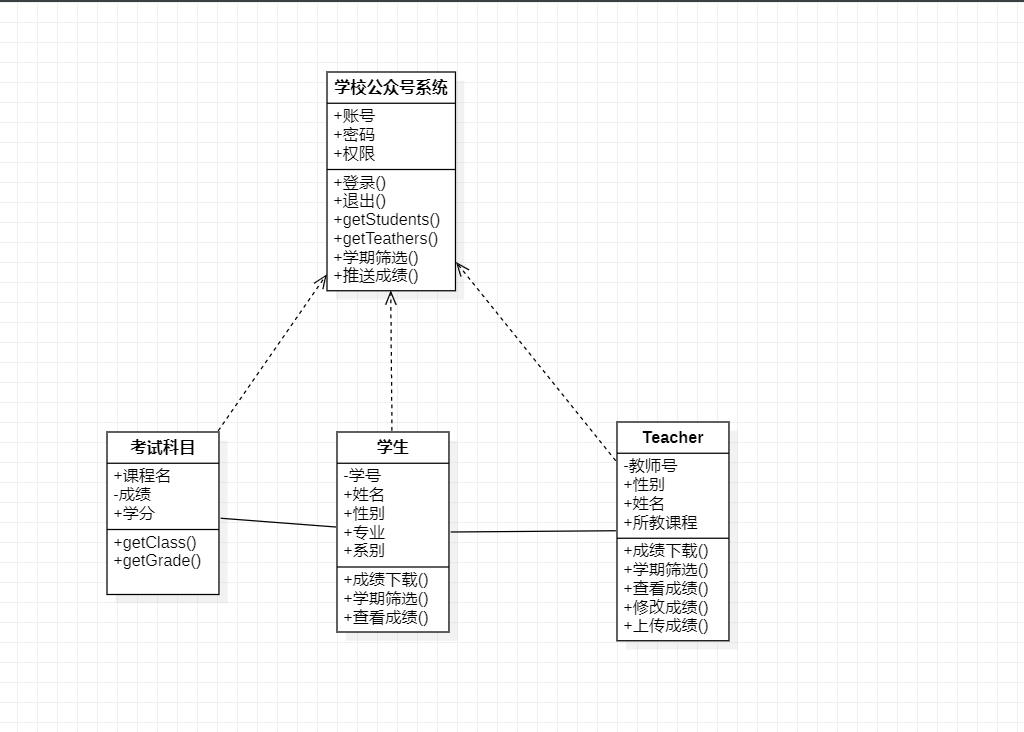 学校公众号系统
+账号
+密码
+权限
+登录()
+退出()
+getStudents()
+getTeathers()
+学期筛选()
+推送成绩()
考试科目
+课程名
-成绩
+学分
+getClass()
+getGrade()
学生
-学号
+姓名
+性别
+专业
+系别
+成绩下载()
+学期筛选()
+查看成绩()
Teacher
-教师号
+性别
+姓名
+所教课程
+成绩下载()
+学期筛选()
+查看成绩()
+修改成绩()
+上传成绩()